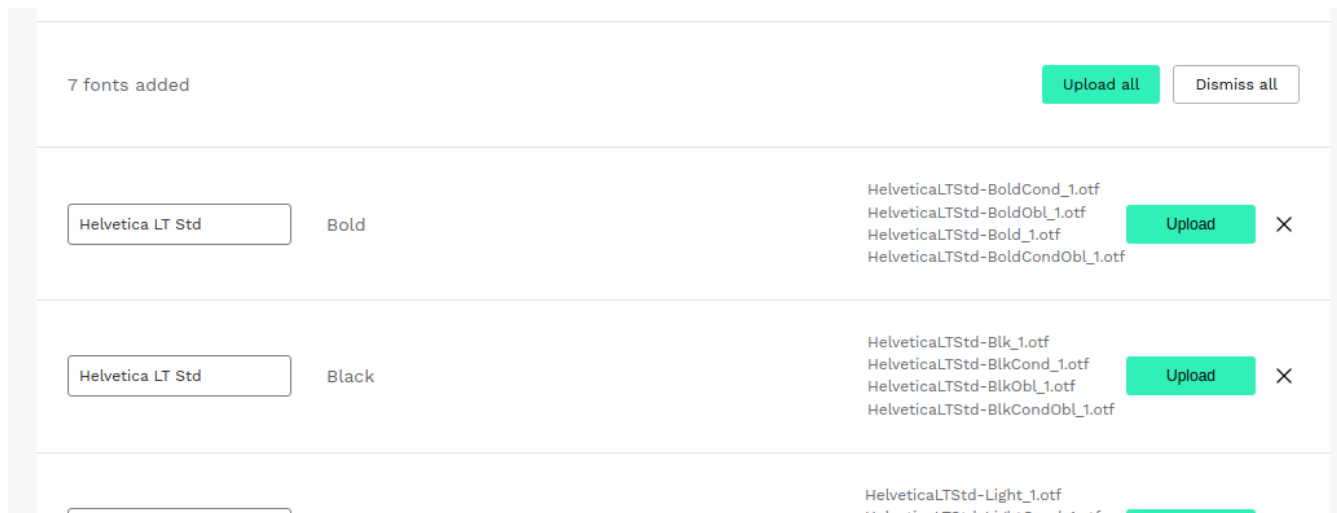 7 fonts added
Upload all
Dismiss all
Helvetica LT Std
Bold
HelveticaLTStd-BoldCond_1.otf
HelveticaLTStd-BoldObl_1.otf
HelveticaLTStd-Bold_1.otf
HelveticaLTStd-BoldCondObl_1.otf
Upload
Helvetica LT Std
Black
HelveticaLTStd-Blk_1.otf
HelveticaLTStd-BlkCond_1.otf
HelveticaLTStd-BlkObl_1.otf
HelveticaLTStd-BlkCondObl_1.otf
Upload
HelveticaLTStd-Light_1.otf